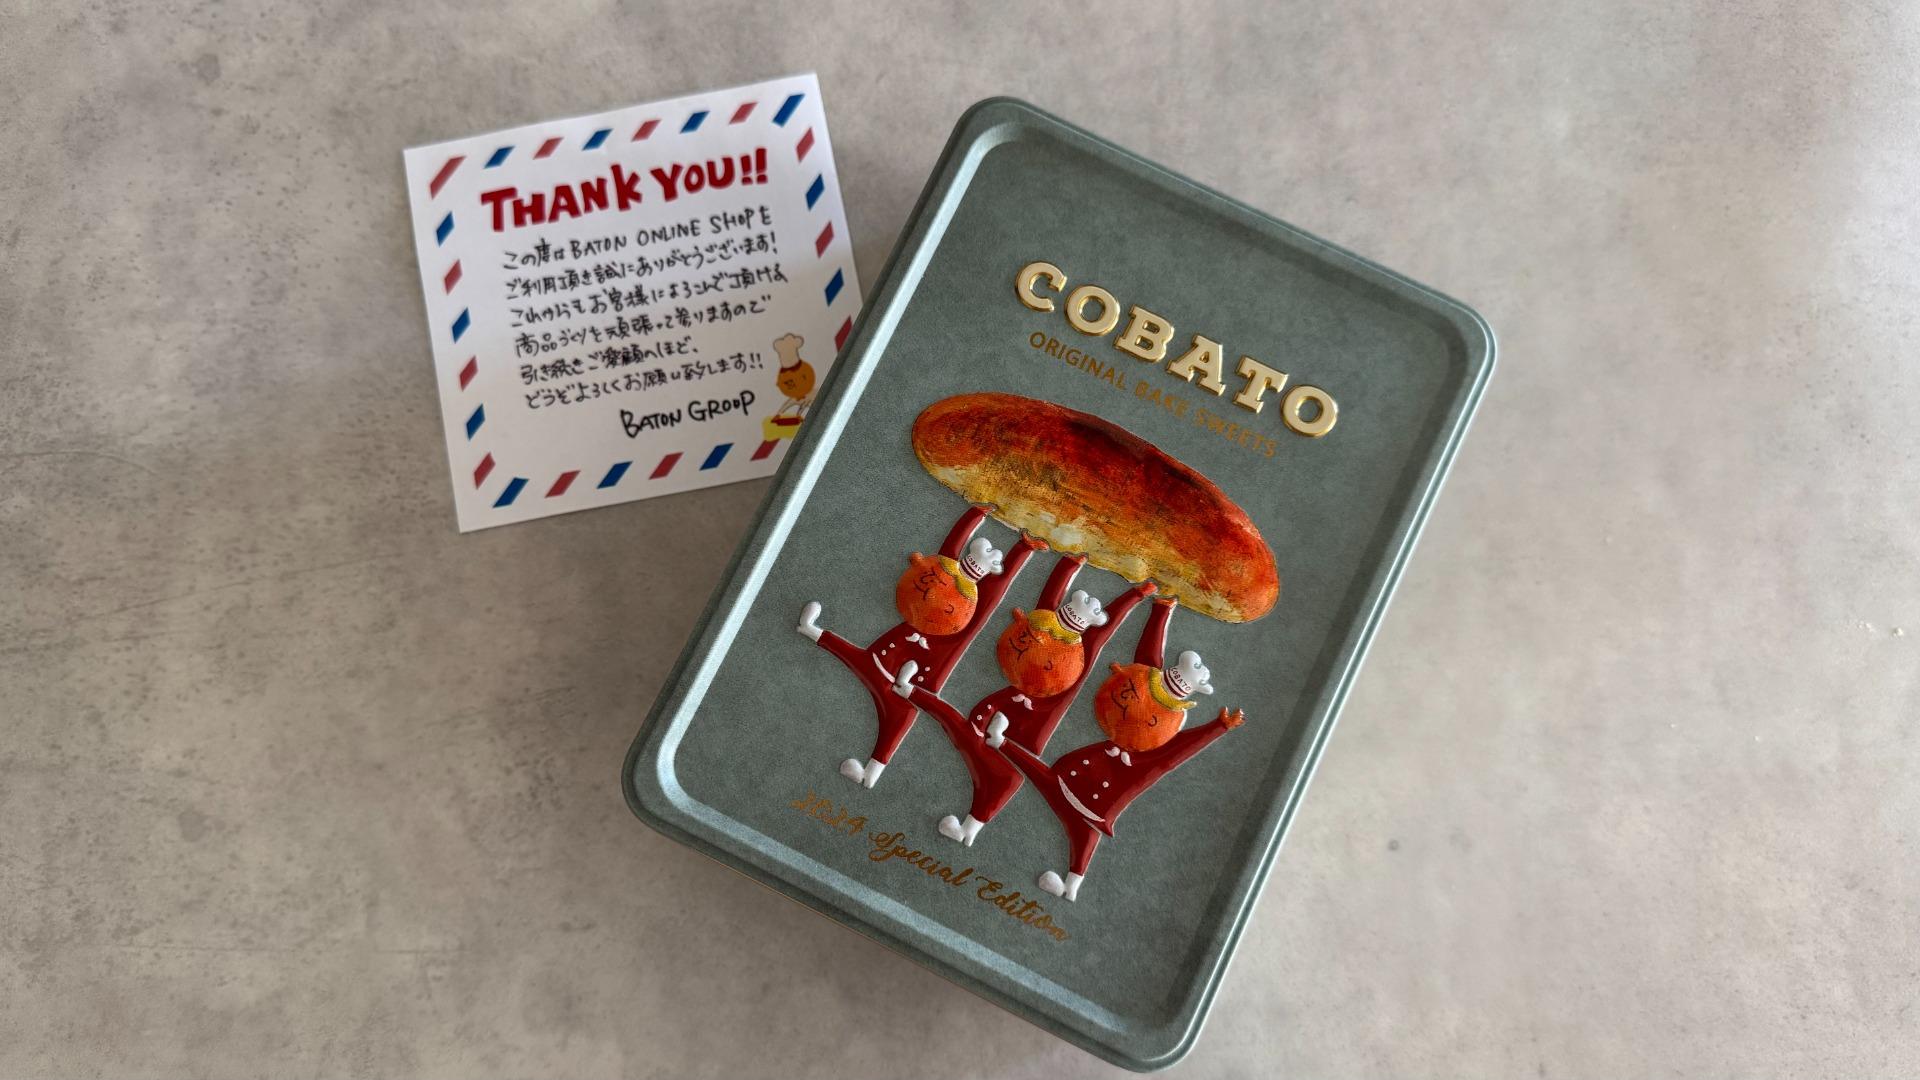 THANK YOU!!
この度は BATON ONLINE SHOPを
ご利用頂き誠にありがとうございます!
これからもお客様によろこんで頂ける
商品づくりを頑張って参りますので
引き続きご愛顧のほど、
どうぞよろしくお願い致します!!
BATON GROOP
COBATO
ORIGINAL BAKE SWEETS
COBATO
COBATO
COBATO
2024 Special Edition